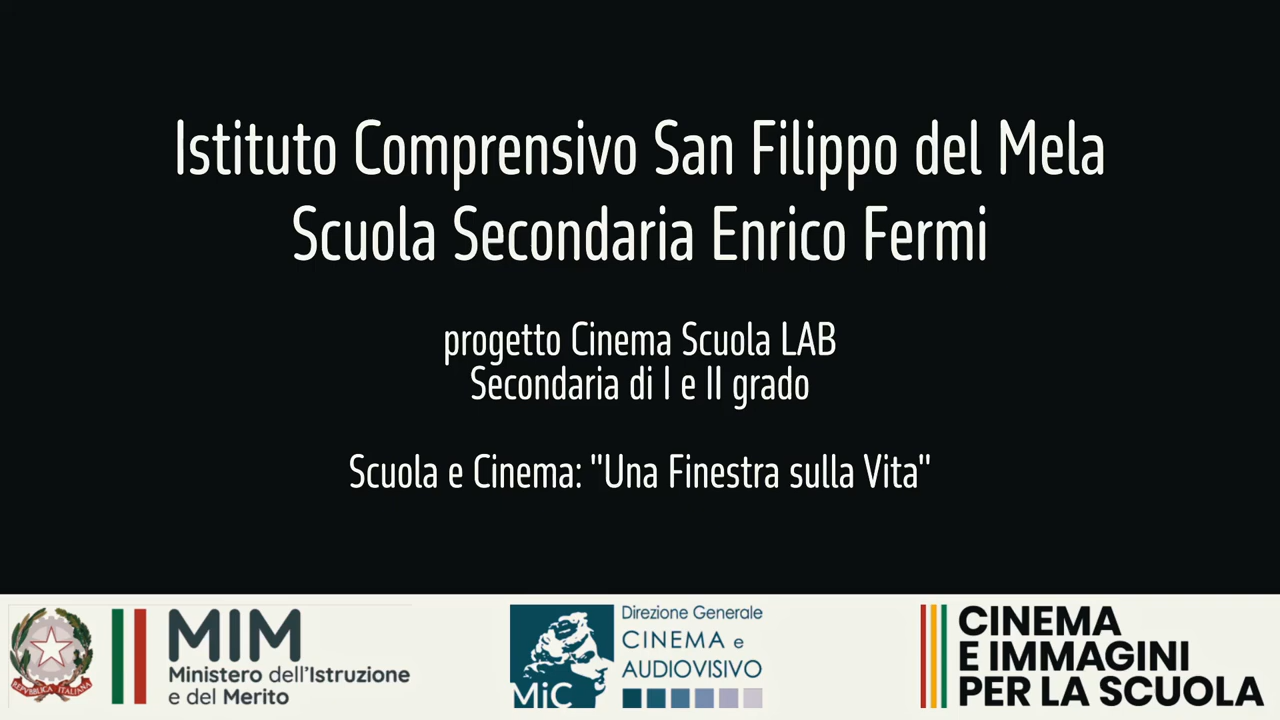 Istituto Comprensivo San Filippo del Mela
Scuola Secondaria Enrico Fermi
progetto Cinema Scuola LAB
Secondaria di I e II grado
Scuola e Cinema: "Una Finestra sulla Vita"
REPVBBLICA ITALIANA
MIM
Ministero dell'Istruzione
e del Merito
MiC
Direzione Generale
CINEMA e
AUDIOVISIVO
CINEMA
E IMMAGINI
PER LA SCUOLA